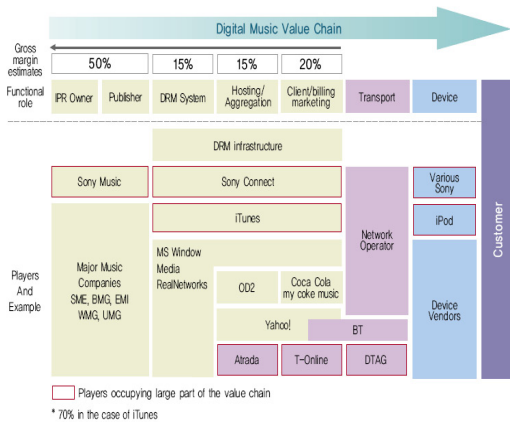 Digital Music Value Chain
Gross
margin
estimates
50%
15%
15%
20%
Functional
role
IPR Owner
Publisher
DRM System
Hosting/
Aggregation
Client/billing
marketing
Transport
Device
DRM infrastructure
Sony Music
Sony Connect
Various
Sony
iTunes
iPod
Customer
Players
And
Example
Major Music
Companies
SME, BMG, EMI
WMG, UMG
MS Window
Media
RealNetworks
OD2
Coca Cola
my coke music
Network
Operator
Device
Vendors
Yahoo!
BT
Atrada
T-Online
DTAG
Players occupying large part of the value chain
* 70% in the case of iTunes